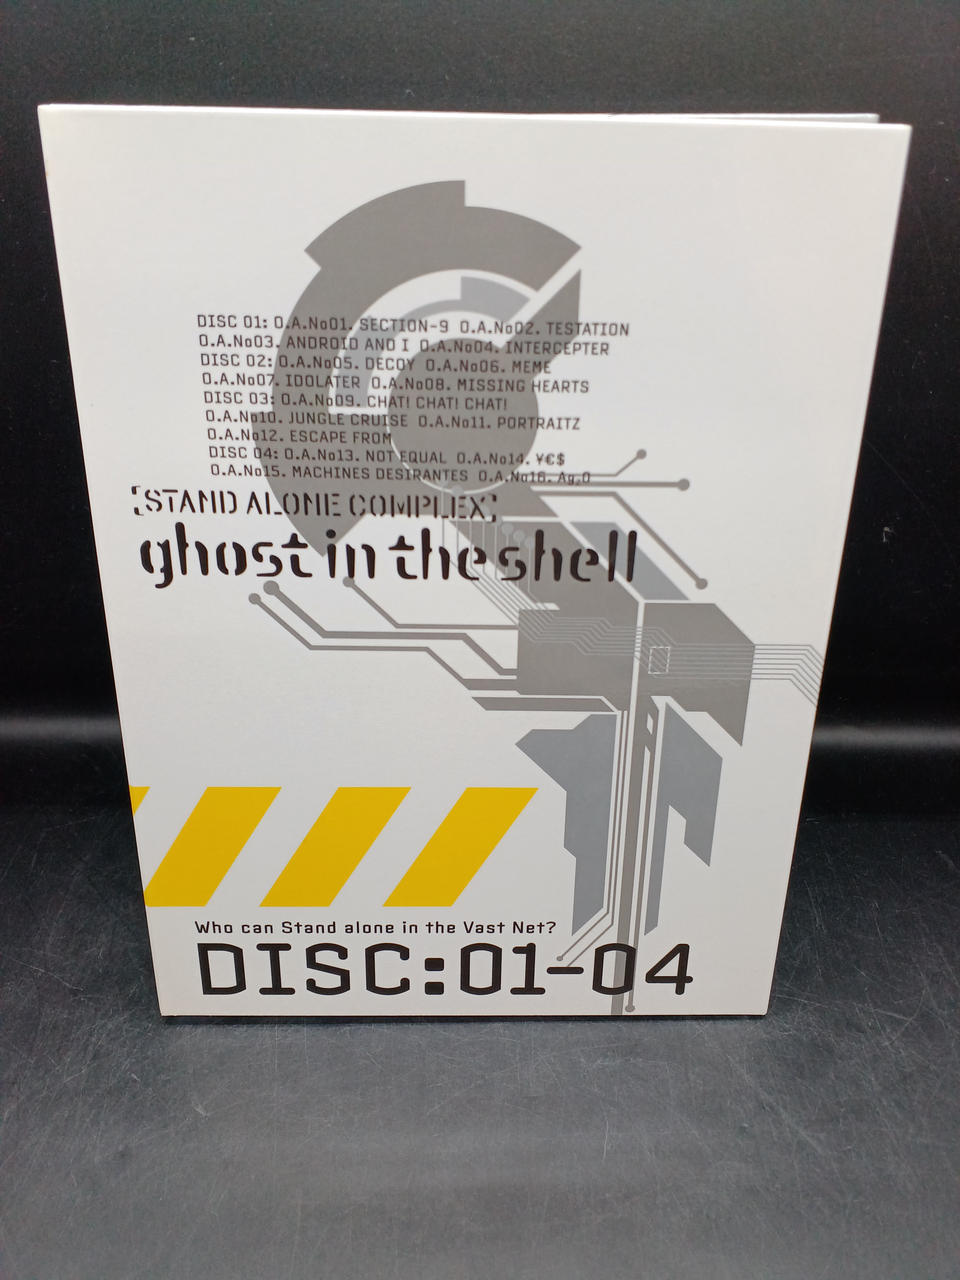 DISC 01: O.A.No01. SECTION-9 O.A.No02. TESTATION
O.A.No03. ANDROID AND I O.A.No04. INTERCEPTER
DISC 02: O.A.No05. DECOY O.A.No06. MEME
O.A.No07. IDOLATER O.A.No08. MISSING HEARTS
DISC 03: O.A.No09. CHAT! CHAT! CHAT!
O.A.No10. JUNGLE CRUISE O.A.No11. PORTRAITZ
O.A.No12. ESCAPE FROM
DISC 04: O.A.No13. NOT EQUAL O.A.No14. ¥€$
O.A.No15. MACHINES DESIRANTES O.A.No16. Ag₂O
[STAND ALONE COMPLEX]
ghost in the shell
Who can Stand alone in the Vast Net?
DISC:01-04